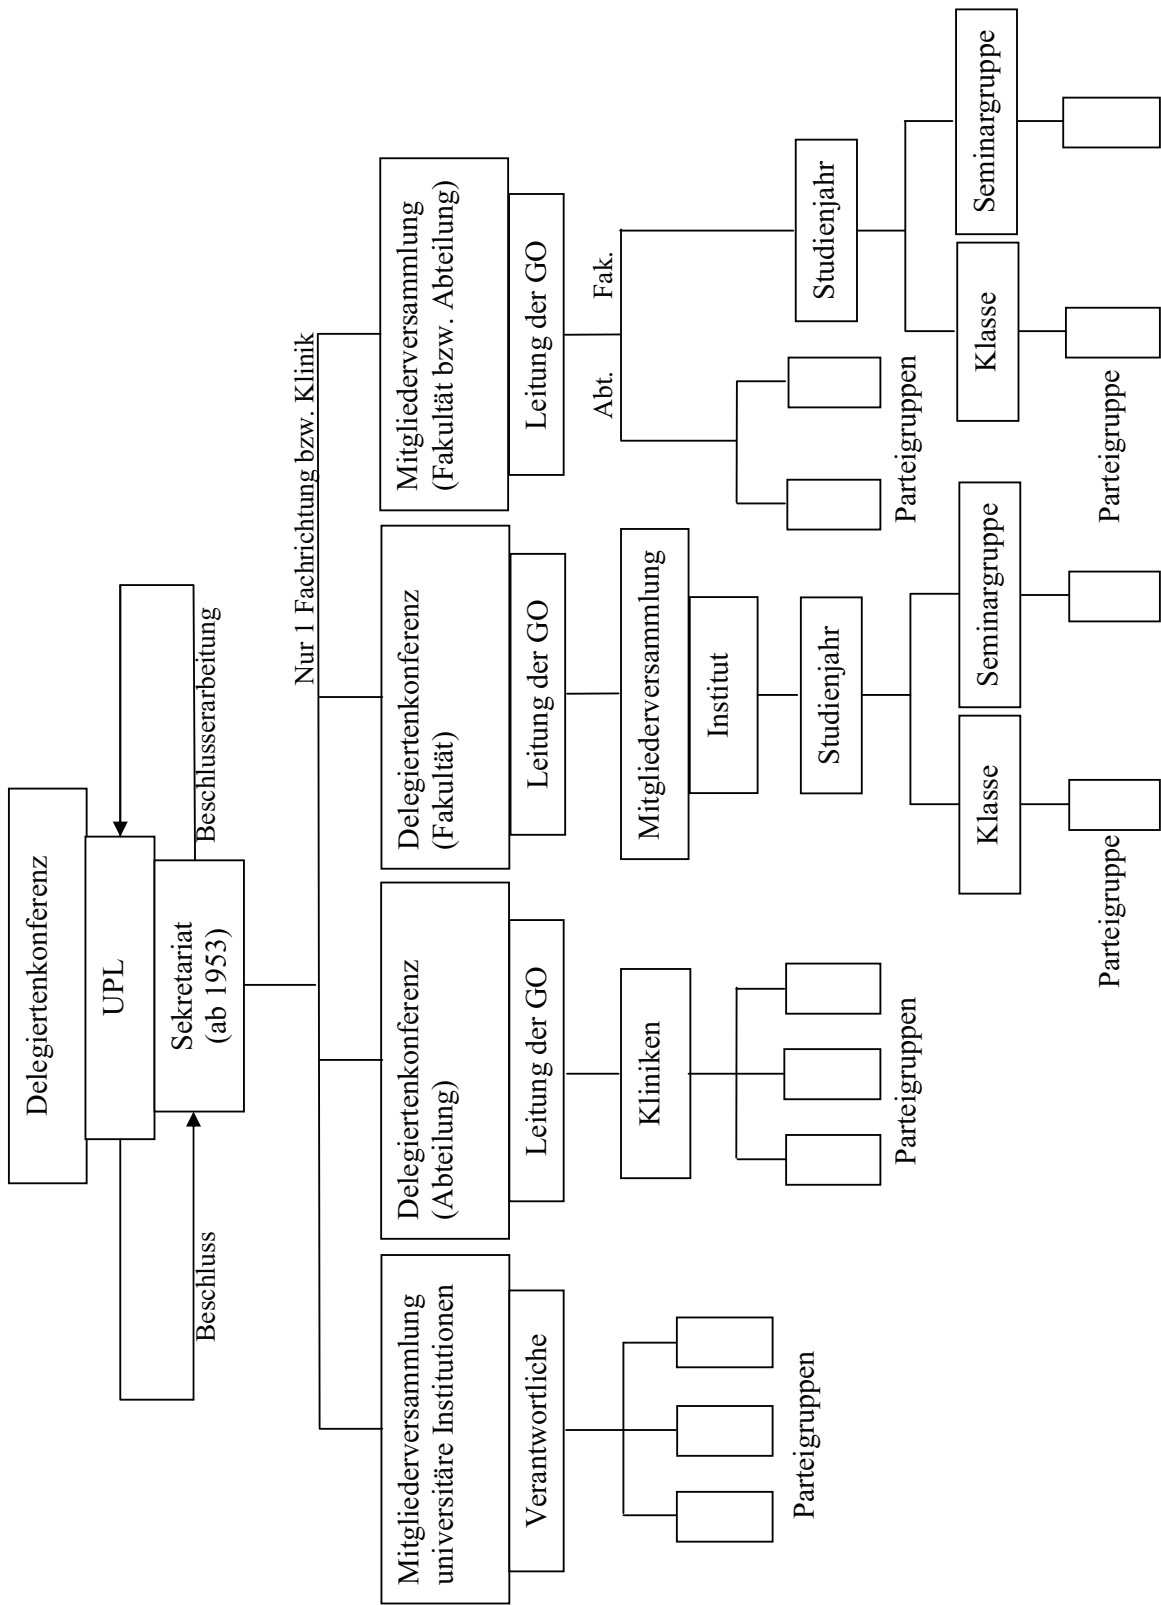 Delegiertenkonferenz
UPL
Sekretariat
(ab 1953)
Beschluss
Beschlusserarbeitung
Nur 1 Fachrichtung bzw. Klinik
Mitgliederversammlung
universitäre Institutionen
Verantwortliche
Parteigruppen
Delegiertenkonferenz
(Abteilung)
Leitung der GO
Kliniken
Parteigruppen
Delegiertenkonferenz
(Fakultät)
Leitung der GO
Mitgliederversammlung
Institut
Studienjahr
Klasse
Seminargruppe
Parteigruppe
Mitgliederversammlung
(Fakultät bzw. Abteilung)
Leitung der GO
Abt.
Fak.
Parteigruppen
Studienjahr
Klasse
Seminargruppe
Parteigruppe